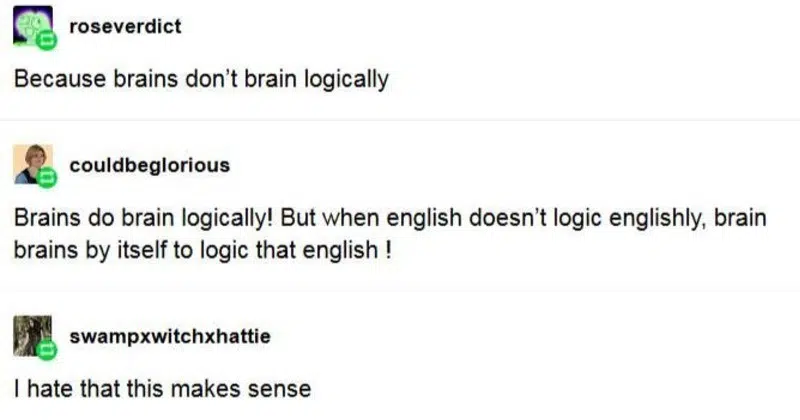 roseverdict
Because brains don't brain logically
couldbeglorious
Brains do brain logically! But when english doesn't logic englishly, brain
brains by itself to logic that english !
swampxwitchxhattie
I hate that this makes sense